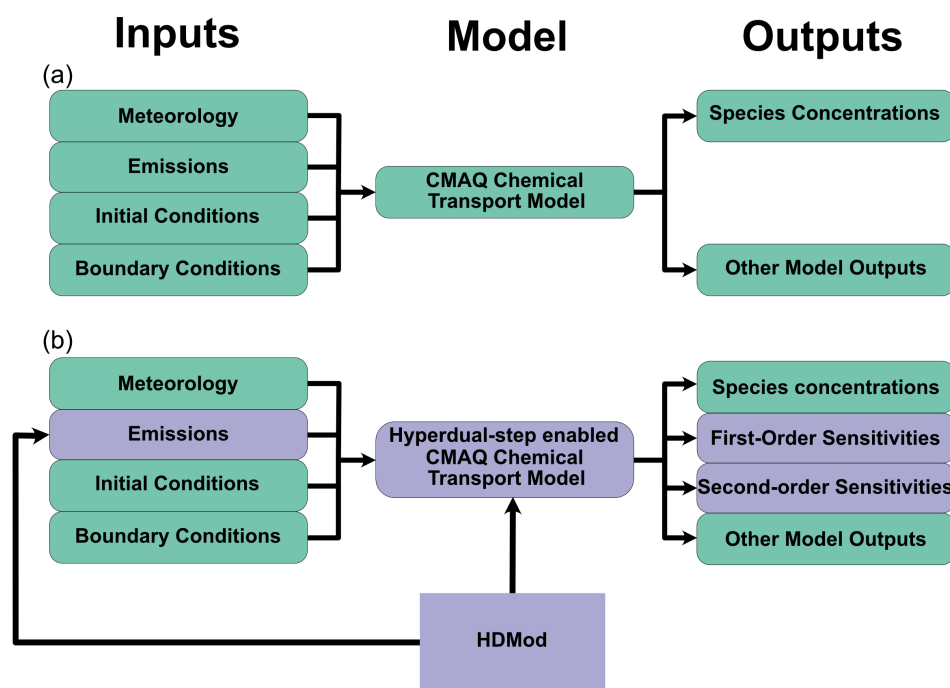 Inputs
Model
Outputs
(a)
Meteorology
Emissions
Initial Conditions
Boundary Conditions
CMAQ Chemical
Transport Model
Species Concentrations
Other Model Outputs
(b)
Meteorology
Emissions
Initial Conditions
Boundary Conditions
Hyperdual-step enabled
CMAQ Chemical
Transport Model
Species concentrations
First-Order Sensitivities
Second-order Sensitivities
Other Model Outputs
HDMod